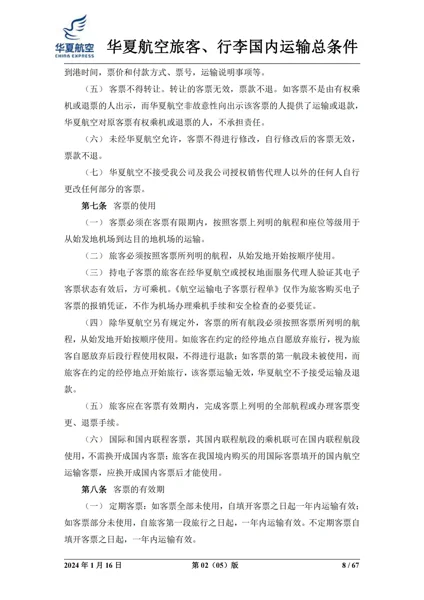 华夏航空
CHINA EXPRESS
华夏航空旅客、行李国内运输总条件
到港时间，票价和付款方式、票号，运输说明事项等。
（五） 客票不得转让。转让的客票无效，票款不退。如客票不是由有权乘
机或退票的人出示，而华夏航空非故意性向出示该客票的人提供了运输或退款，
华夏航空对原客票有权乘机或退票的人，不承担责任。
（六） 未经华夏航空允许，客票不得进行修改，自行修改后的客票无效，
票款不退。
（七） 华夏航空不接受我公司及我公司授权销售代理人以外的任何人自行
更改任何部分的客票。
第七条 客票的使用
（一） 客票必须在客票有限期内，按照客票上列明的航程和座位等级用于
从始发地机场到达目的地机场的运输。
（二） 旅客必须按照客票所列明的航程，从始发地开始按顺序使用。
（三） 持电子客票的旅客在经华夏航空或授权地面服务代理人验证其电子
客票状态有效后，方可乘机。《航空运输电子客票行程单》仅作为旅客购买电子
客票的报销凭证，不作为机场办理乘机手续和安全检查的必要凭证。
（四） 除华夏航空另有规定外，客票的所有航段必须按照客票所列明的航
程，从始发地开始按顺序使用。如旅客在约定的经停地点自愿放弃旅行，视为旅
客自愿放弃后段行程使用权限，不得进行退款；如客票的第一航段未被使用，而
旅客在约定的经停地点开始旅行，该客票运输无效，华夏航空不予接受运输及退
款。
（五） 旅客应在客票有效期内，完成客票上列明的全部航程或办理客票变
更、退票手续。
（六） 国际和国内联程客票，其国内联程航段的乘机联可在国内联程航段
使用，不需换开成国内客票；旅客在我国境内购买的用国际客票填开的国内航空
运输客票，应换开成国内客票后才能使用。
第八条 客票的有效期
（一） 定期客票：如客票全部未使用，自填开客票之日起一年内运输有效；
如客票部分未使用，自旅客第一段旅行之日起，一年内运输有效。不定期客票自
填开客票之日起，一年内运输有效。
2024 年 1 月 16 日 第 02（05）版 8 / 67